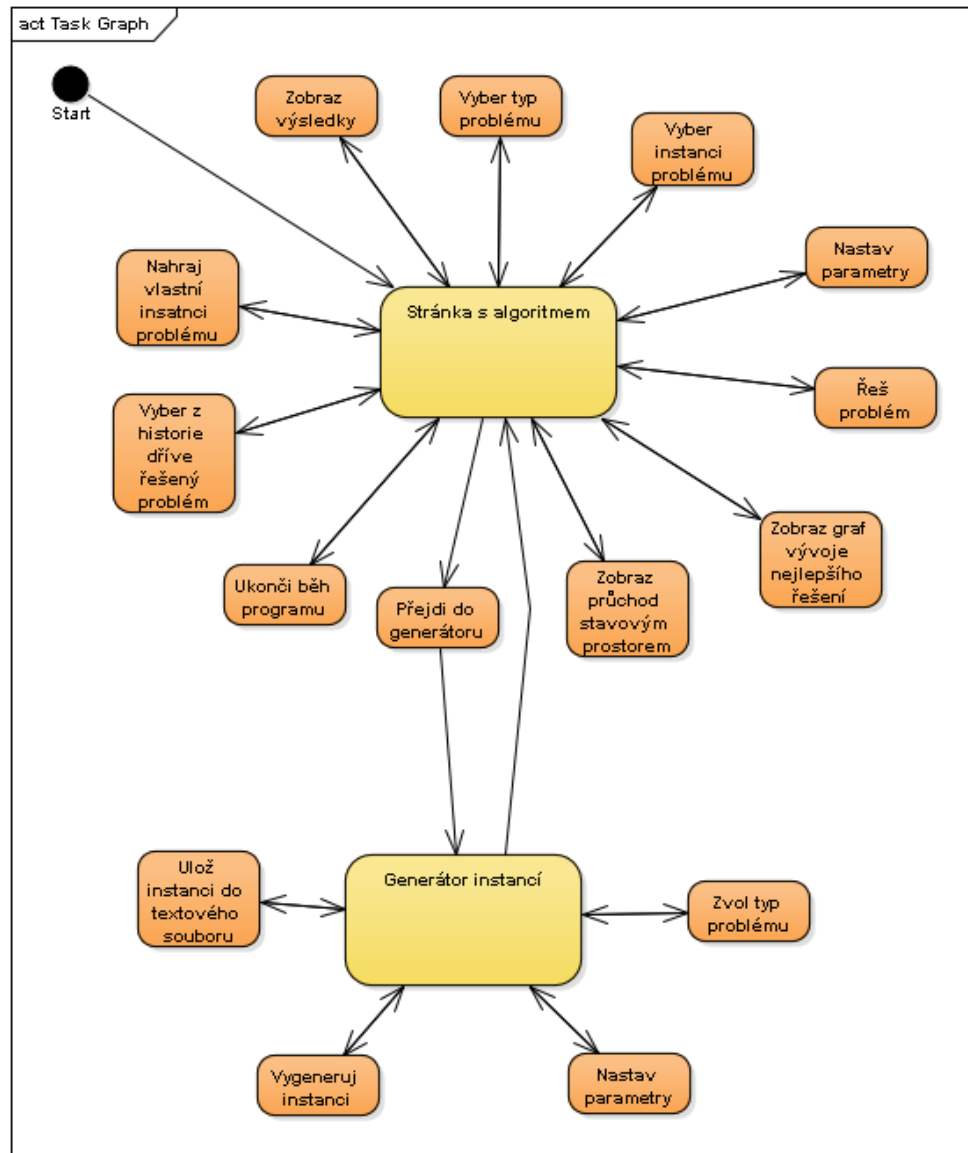 act Task Graph
Start
Zobraz
výsledky
Vyber typ
problému
Vyber
instanci
problému
Nahraj
vlastní
insatnci
problému
Nastav
parametry
Stránka s algoritmem
Vyber z
historie
dříve
řešený
problém
Řeš
problém
Ukonči běh
programu
Přejdi do
generátoru
Zobraz
průchod
stavovým
prostorem
Zobraz graf
vývoje
nejlepšího
řešení
Ulož
instanci do
textového
souboru
Generátor instancí
Zvol typ
problému
Vygeneruj
instanci
Nastav
parametry